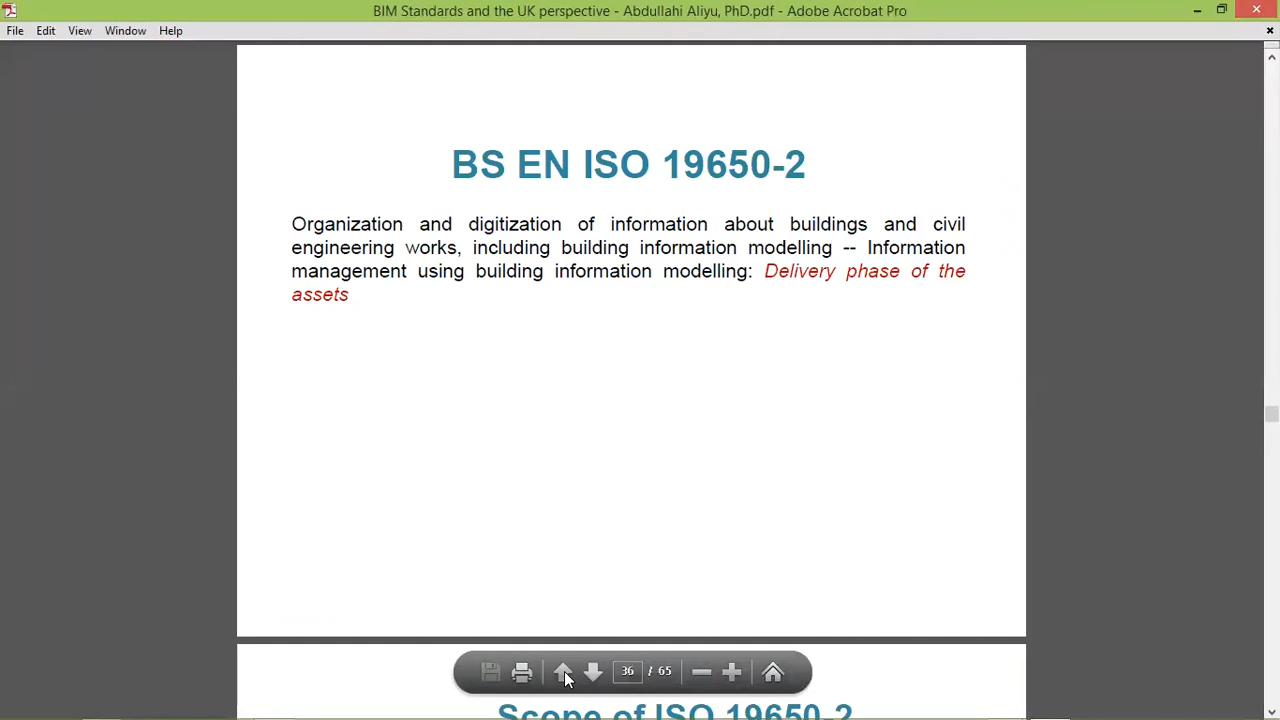 BIM Standards and the UK perspective - Abdullahi Aliyu, PhD.pdf - Adobe Acrobat Pro
File Edit View Window Help
BS EN ISO 19650-2
Organization and digitization of information about buildings and civil
engineering works, including building information modelling -- Information
management using building information modelling: Delivery phase of the
assets
36 / 65
Scope of ISO 19650-2